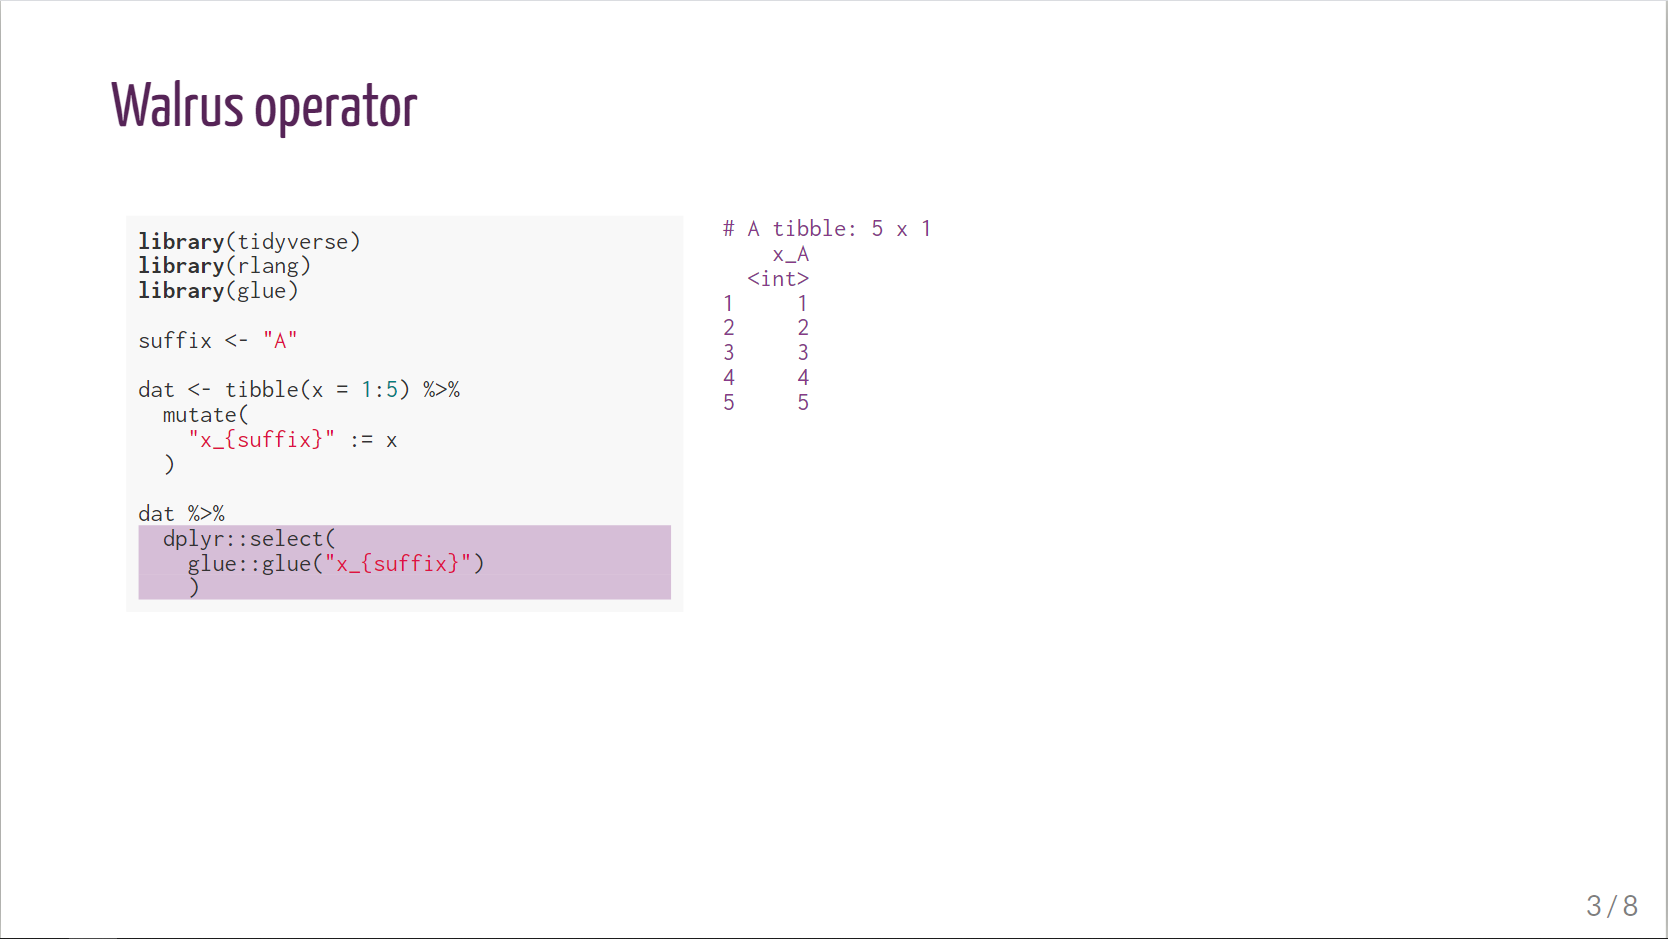 Walrus operator
library(tidyverse)
library(rlang)
library(glue)
suffix <- "A"
dat <- tibble(x = 1:5) %>%
  mutate(
    "x_{suffix}" := x
  )
dat %>%
  dplyr::select(
    glue::glue("x_{suffix}")
    )
# A tibble: 5 x 1
    x_A
  <int>
1     1
2     2
3     3
4     4
5     5
3 / 8